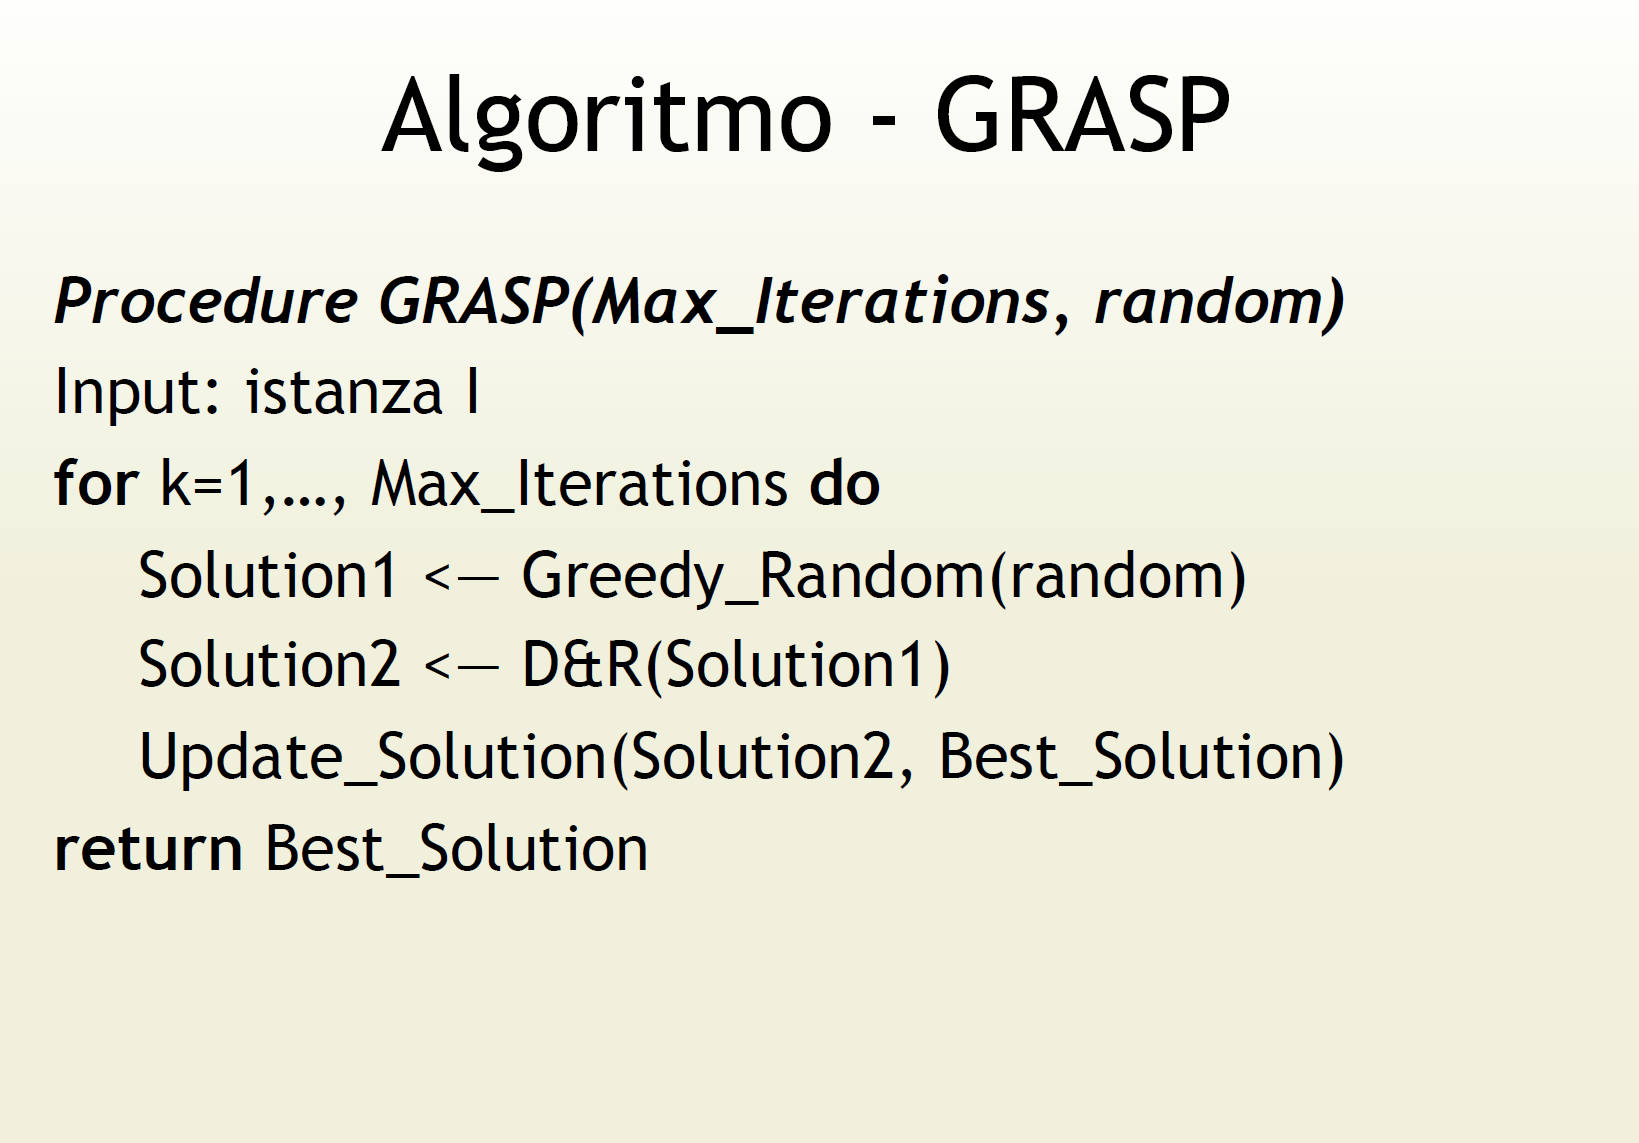 Algoritmo - GRASP
Procedure GRASP(Max_Iterations, random)
Input: istanza I
for k=1,…, Max_Iterations do
Solution1 <— Greedy_Random(random)
Solution2 <— D&R(Solution1)
Update_Solution(Solution2, Best_Solution)
return Best_Solution